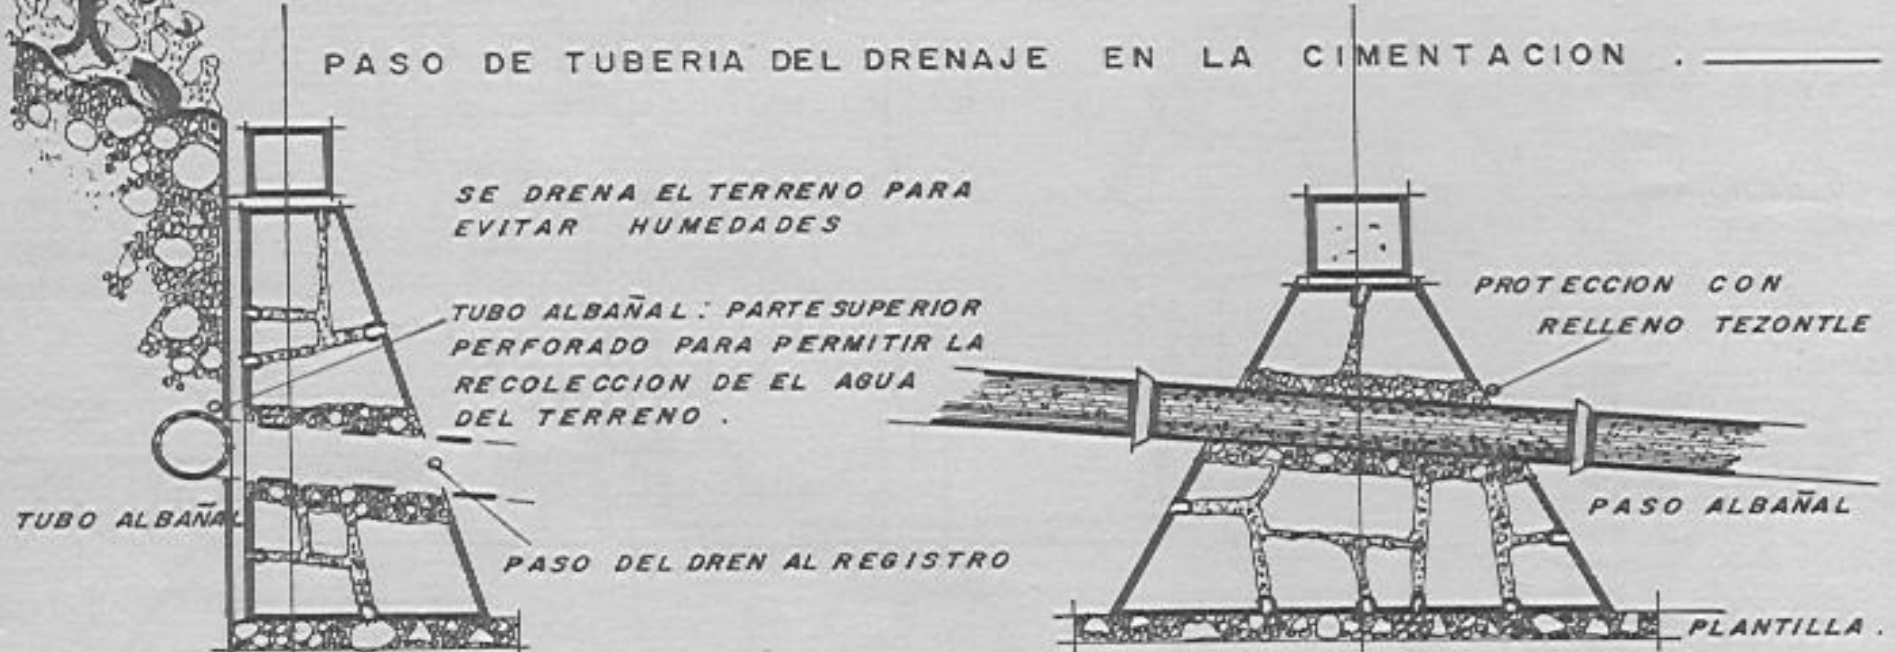 PASO DE TUBERIA DEL DRENAJE EN LA CIMENTACION .
SE DRENA EL TERRENO PARA
EVITAR HUMEDADES
TUBO ALBAÑAL: PARTE SUPERIOR
PERFORADO PARA PERMITIR LA
RECOLECCION DE EL AGUA
DEL TERRENO .
TUBO ALBAÑAL
PASO DEL DREN AL REGISTRO
PROTECCION CON
RELLENO TEZONTLE
PASO ALBAÑAL
PLANTILLA .